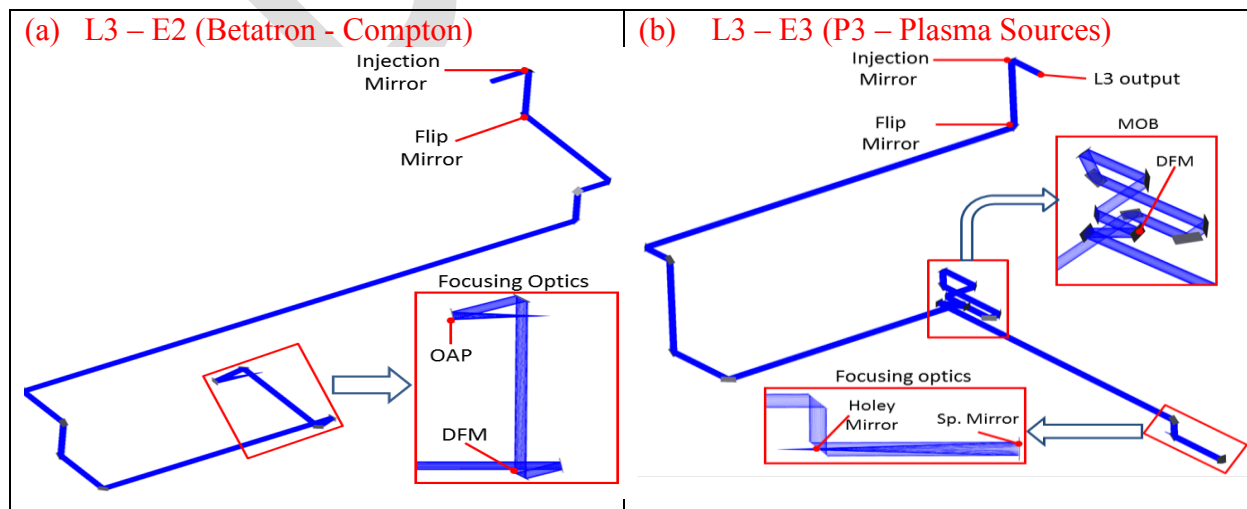 (a) L3 – E2 (Betatron - Compton)
Injection
Mirror
Flip
Mirror
Focusing Optics
OAP
DFM
(b) L3 – E3 (P3 – Plasma Sources)
Injection
Mirror
L3 output
Flip
Mirror
MOB
DFM
Focusing optics
Holey
Mirror
Sp. Mirror